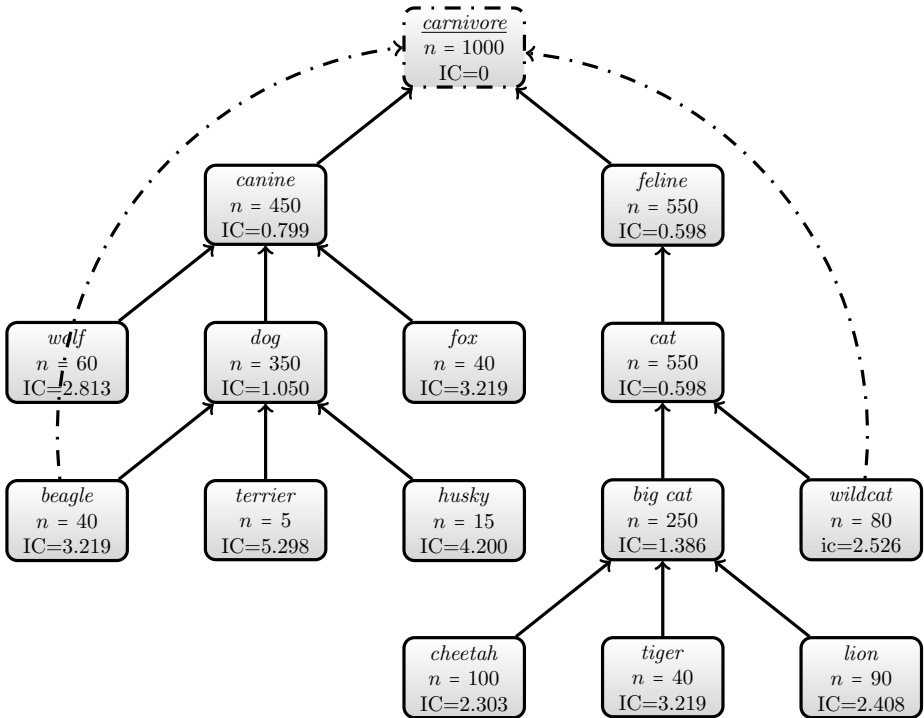 carnivore
n = 1000
IC=0
canine
n = 450
IC=0.799
feline
n = 550
IC=0.598
wolf
n = 60
IC=2.813
dog
n = 350
IC=1.050
fox
n = 40
IC=3.219
cat
n = 550
IC=0.598
beagle
n = 40
IC=3.219
terrier
n = 5
IC=5.298
husky
n = 15
IC=4.200
big cat
n = 250
IC=1.386
wildcat
n = 80
ic=2.526
cheetah
n = 100
IC=2.303
tiger
n = 40
IC=3.219
lion
n = 90
IC=2.408